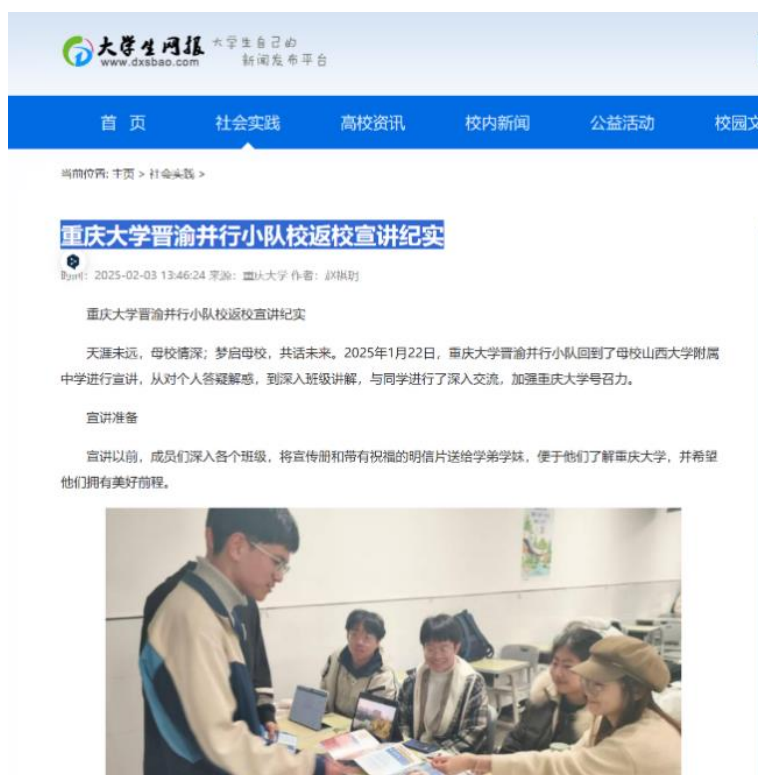 大学生网报 大学生自己的
www.dxsbao.com 新闻发布平台
首 页 社会实践 高校资讯 校内新闻 公益活动 校园文
当前位置: 主页 > 社会实践 >
重庆大学晋渝并行小队校返校宣讲纪实
时间: 2025-02-03 13:46:24 来源: 重庆大学 作者:
重庆大学晋渝并行小队校返校宣讲纪实
天涯未远，母校情深；梦启母校，共话未来。2025年1月22日，重庆大学晋渝并行小队回到了母校山西大学附属
中学进行宣讲，从对个人答疑解惑，到深入班级讲解，与同学进行了深入交流，加强重庆大学号召力。
宣讲准备
宣讲以前，成员们深入各个班级，将宣传册和带有祝福的明信片送给学弟学妹，便于他们了解重庆大学，并希望
他们拥有美好前程。